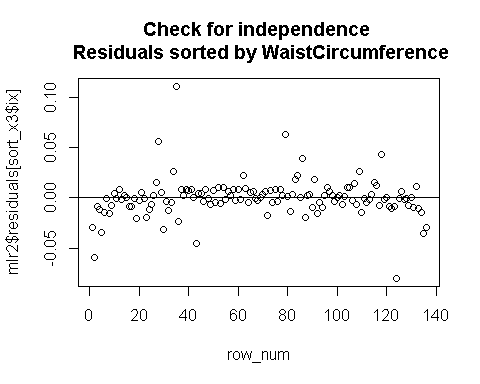 Check for independence
Residuals sorted by WaistCircumference
mlr2$residuals[sort_x3$ix]
0.10
0.05
0.00
-0.05
0 20 40 60 80 100 120 140
row_num